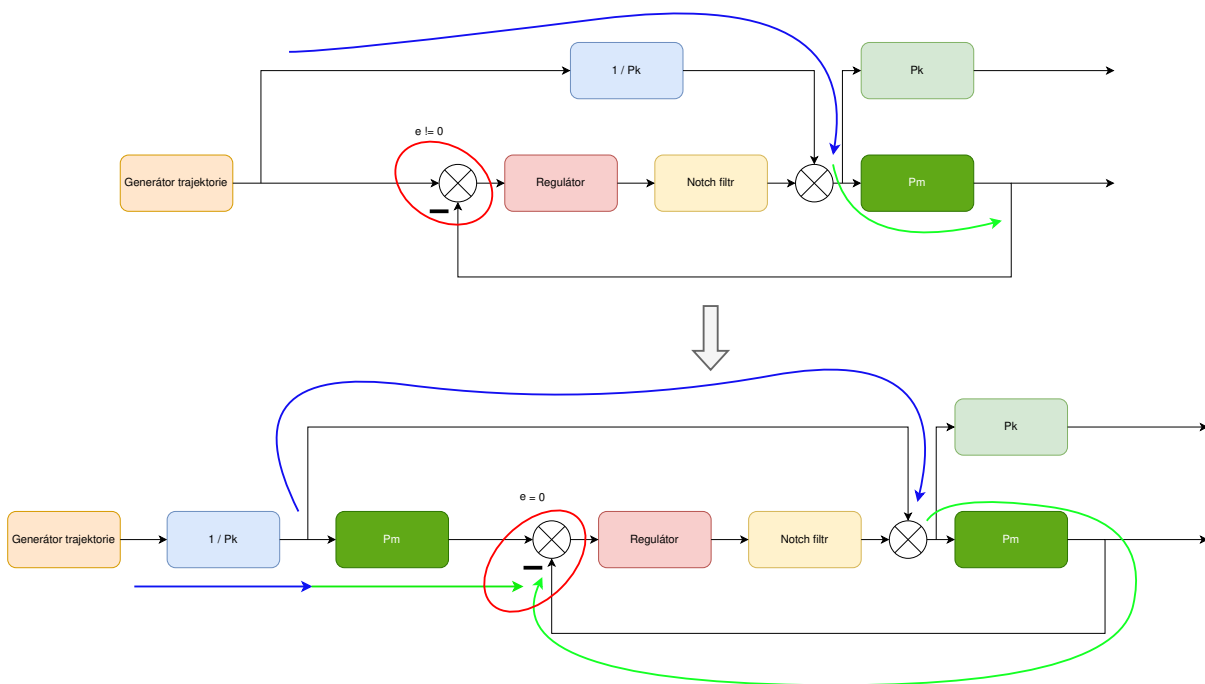 1 / Pk
Pk
e != 0
Generátor trajektorie
Regulátor
Notch filtr
Pm
Pk
e = 0
Generátor trajektorie
1 / Pk
Pm
Regulátor
Notch filtr
Pm